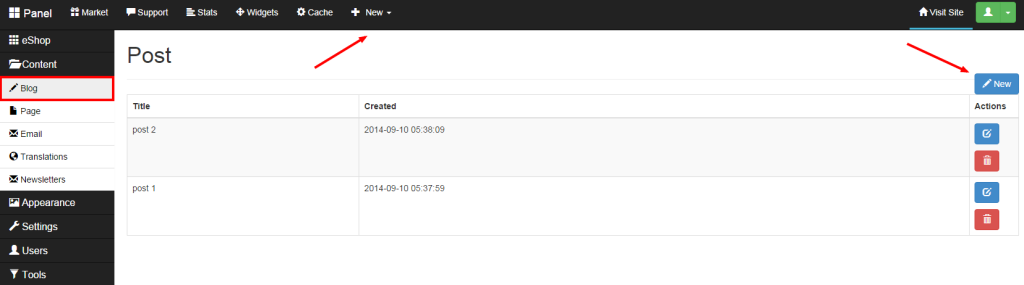 Panel Market Support Stats Widgets Cache New Visit Site
eShop
Content
Blog
Page
Email
Translations
Newsletters
Appearance
Settings
Users
Tools
Post
New
Title Created Actions
post 2 2014-09-10 05:38:09
post 1 2014-09-10 05:37:59